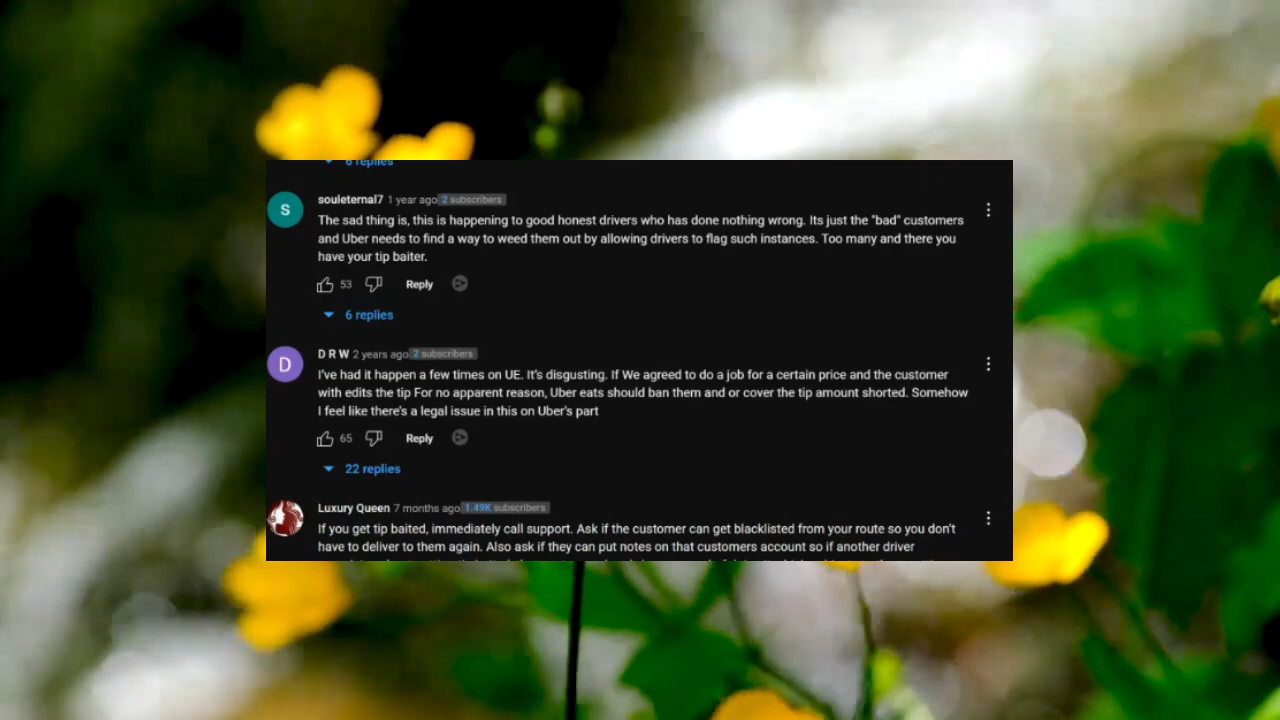 6 replies
S
souleternal7 1 year ago 2 subscribers
The sad thing is, this is happening to good honest drivers who has done nothing wrong. Its just the "bad" customers
and Uber needs to find a way to weed them out by allowing drivers to flag such instances. Too many and there you
have your tip baiter.
53 Reply
6 replies
D
D R W 2 years ago 2 subscribers
I've had it happen a few times on UE. It's disgusting. If We agreed to do a job for a certain price and the customer
with edits the tip For no apparent reason, Uber eats should ban them and or cover the tip amount shorted. Somehow
I feel like there's a legal issue in this on Uber's part
65 Reply
22 replies
Luxury Queen 7 months ago 1.49K subscribers
If you get tip baited, immediately call support. Ask if the customer can get blacklisted from your route so you don't
have to deliver to them again. Also ask if they can put notes on that customers account so if another driver